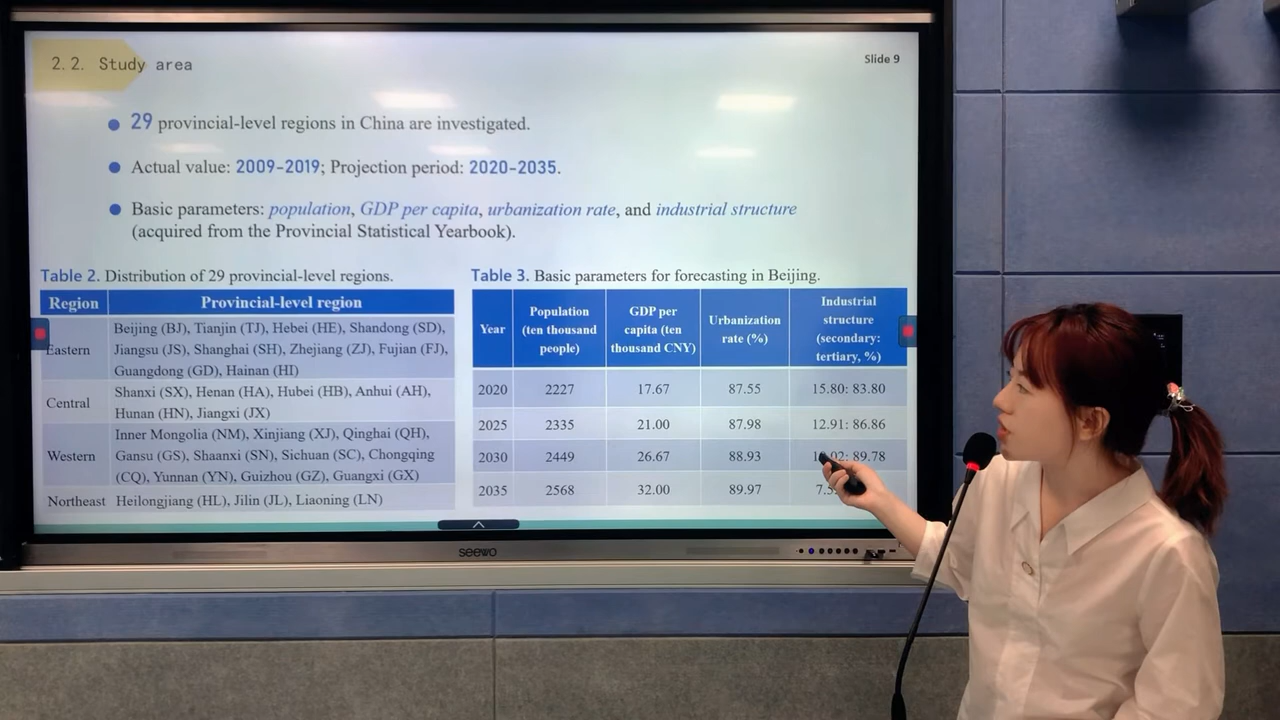 2.2. Study area
Slide 9
29 provincial-level regions in China are investigated.
Actual value: 2009-2019; Projection period: 2020-2035.
Basic parameters: population, GDP per capita, urbanization rate, and industrial structure
(acquired from the Provincial Statistical Yearbook).
Table 2. Distribution of 29 provincial-level regions.
Region Provincial-level region
Eastern
Beijing (BJ), Tianjin (TJ), Hebei (HE), Shandong (SD),
Jiangsu (JS), Shanghai (SH), Zhejiang (ZJ), Fujian (FJ),
Guangdong (GD), Hainan (HI)
Central
Shanxi (SX), Henan (HA), Hubei (HB), Anhui (AH),
Hunan (HN), Jiangxi (JX)
Western
Inner Mongolia (NM), Xinjiang (XJ), Qinghai (QH),
Gansu (GS), Shaanxi (SN), Sichuan (SC), Chongqing
(CQ), Yunnan (YN), Guizhou (GZ), Guangxi (GX)
Northeast Heilongjiang (HL), Jilin (JL), Liaoning (LN)
Table 3. Basic parameters for forecasting in Beijing.
Year
Population
(ten thousand
people)
GDP per
capita (ten
thousand CNY)
Urbanization
rate (%)
Industrial
structure
(secondary:
tertiary, %)
2020 2227 17.67 87.55 15.80: 83.80
2025 2335 21.00 87.98 12.91: 86.86
2030 2449 26.67 88.93 89.78
2035 2568 32.00 89.97
seewo